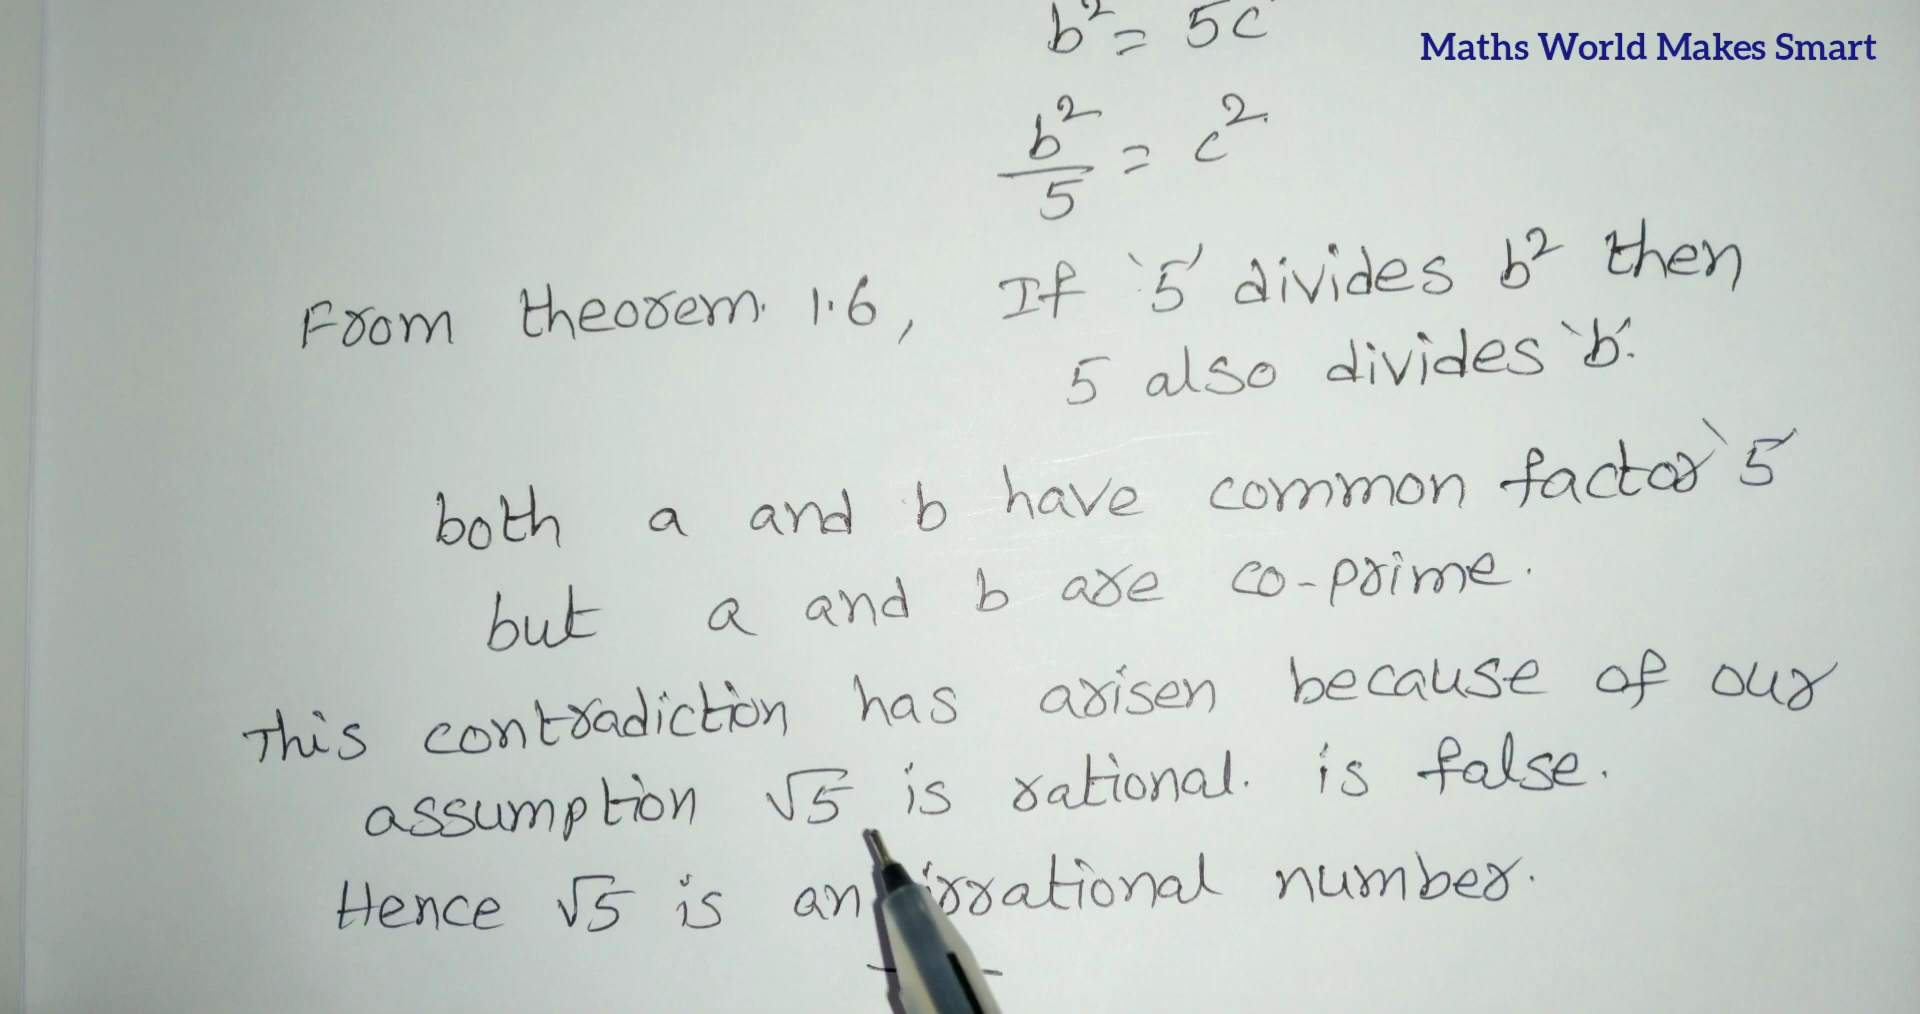 b² = 5c
Maths World Makes Smart
b²/5 = c².
From theorem. 1.6, If `5' divides b² then
5 also divides `b'.
both a and b have common factor `5'
but a and b are co-prime.
This contradiction has arisen because of our
assumption √5 is rational. is false.
Hence √5 is an irrational number.